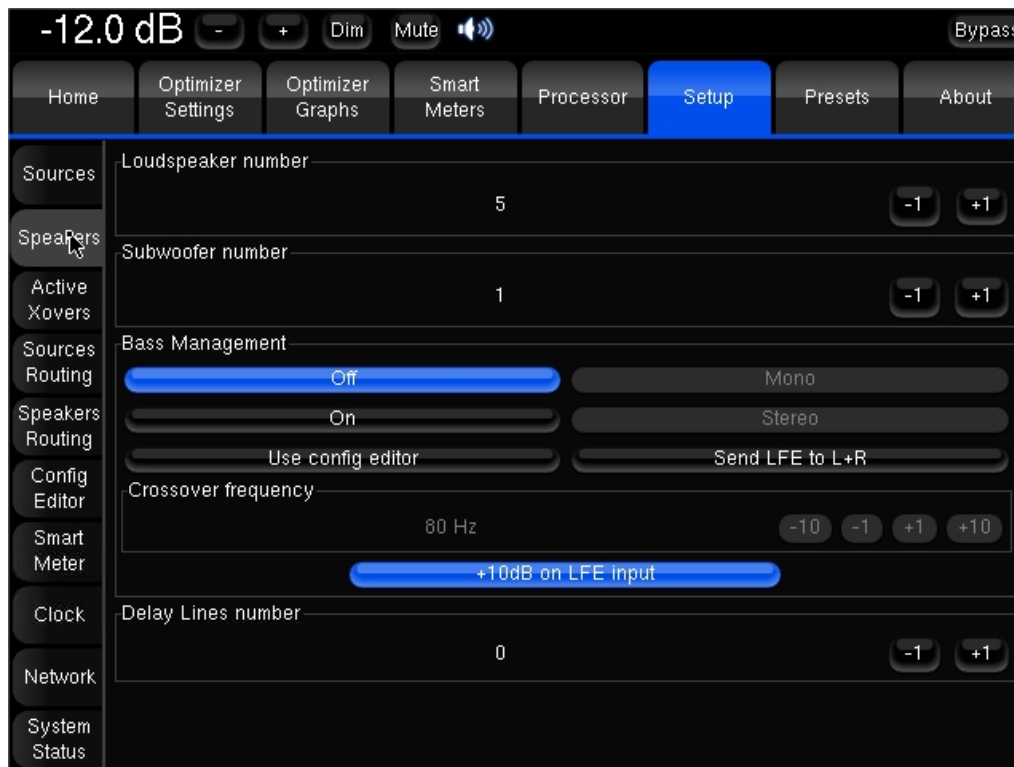 -12.0 dB - + Dim Mute Bypass
Home Optimizer Settings Optimizer Graphs Smart Meters Processor Setup Presets About
Sources
Speakers
Active
Xovers
Sources
Routing
Speakers
Routing
Config
Editor
Smart
Meter
Clock
Network
System
Status
Loudspeaker number
5 -1 +1
Subwoofer number
1 -1 +1
Bass Management
Off Mono
On Stereo
Use config editor Send LFE to L+R
Crossover frequency
80 Hz -10 -1 +1 +10
+10dB on LFE input
Delay Lines number
0 -1 +1